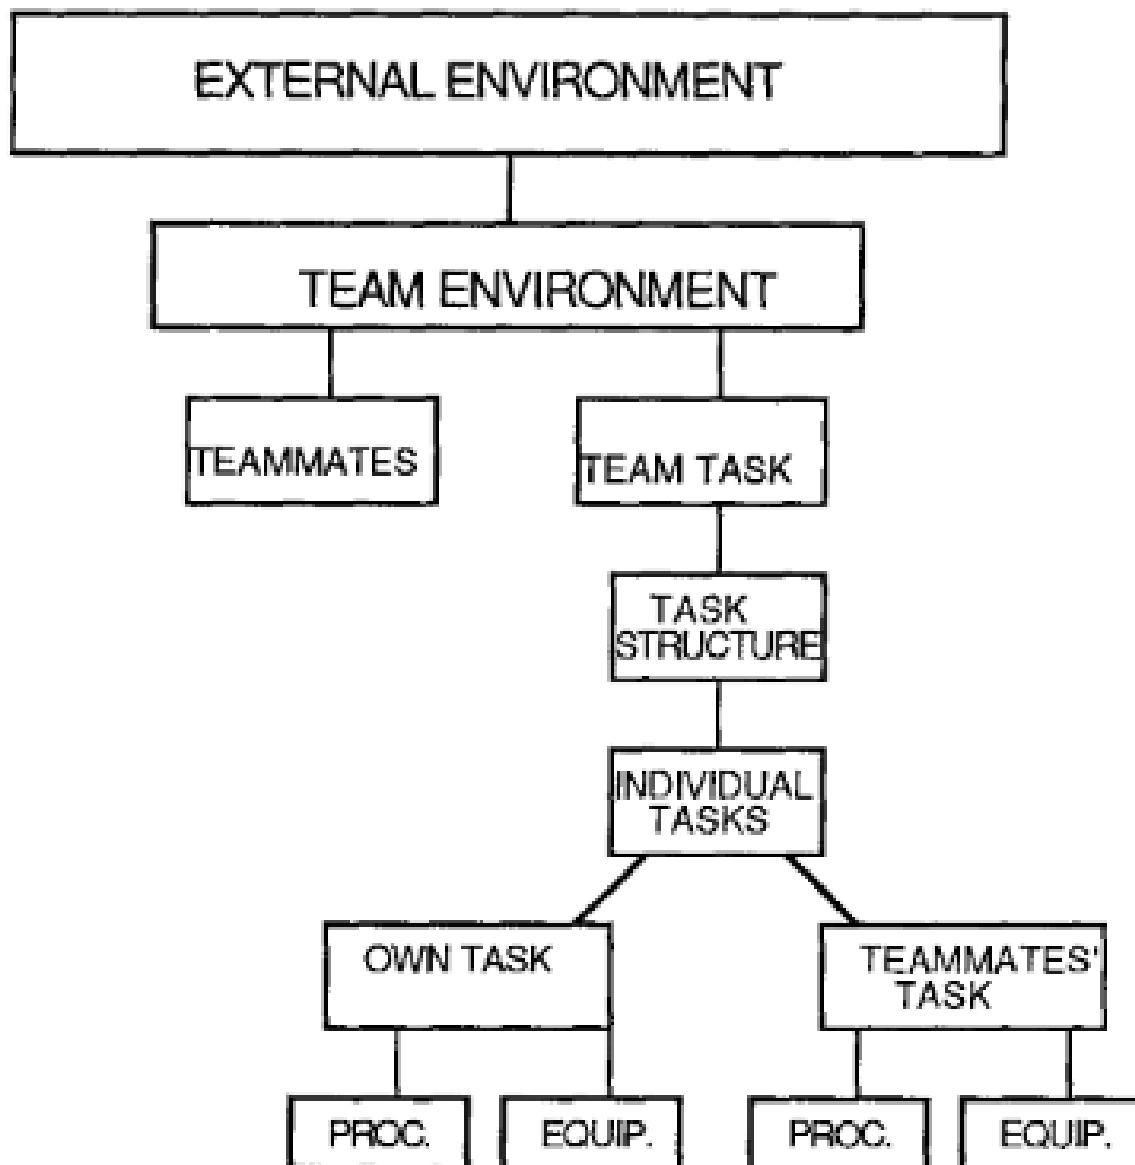 EXTERNAL ENVIRONMENT
TEAM ENVIRONMENT
TEAMMATES
TEAM TASK
TASK
STRUCTURE
INDIVIDUAL
TASKS
OWN TASK
TEAMMATES'
TASK
PROC.
EQUIP.
PROC.
EQUIP.